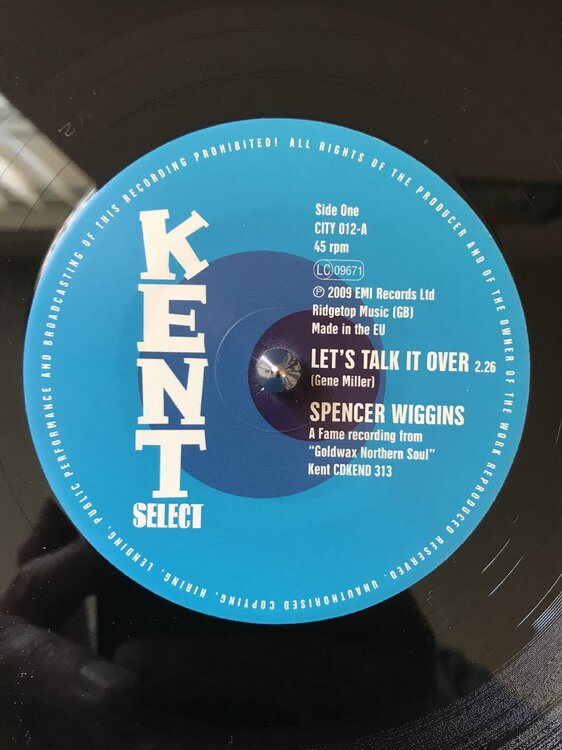 ALL RIGHTS OF THE PRODUCER AND OF THE OWNER OF THE WORK REPRODUCED RESERVED. UNAUTHORISED COPYING, HIRING, LENDING, PUBLIC PERFORMANCE AND BROADCASTING OF THIS RECORDING PROHIBITED!
KENT
SELECT
Side One
CITY 012-A
45 rpm
LC 09671
℗ 2009 EMI Records Ltd
Ridgetop Music (GB)
Made in the EU
LET'S TALK IT OVER 2.26
(Gene Miller)
SPENCER WIGGINS
A Fame recording from
"Goldwax Northern Soul"
Kent CDKEND 313